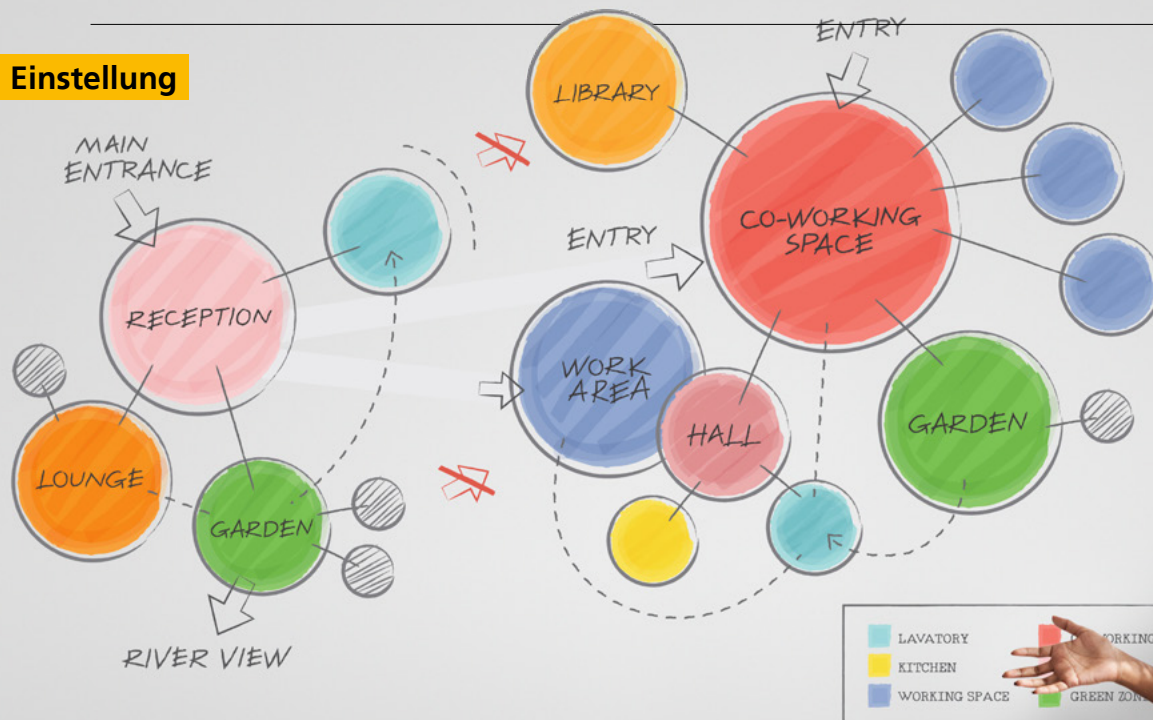 Einstellung
MAIN
ENTRANCE
RECEPTION
LOUNGE
GARDEN
RIVER VIEW
LIBRARY
ENTRY
CO-WORKING
SPACE
ENTRY
WORK
AREA
HALL
GARDEN
LAVATORY
KITCHEN
WORKING SPACE
GREEN